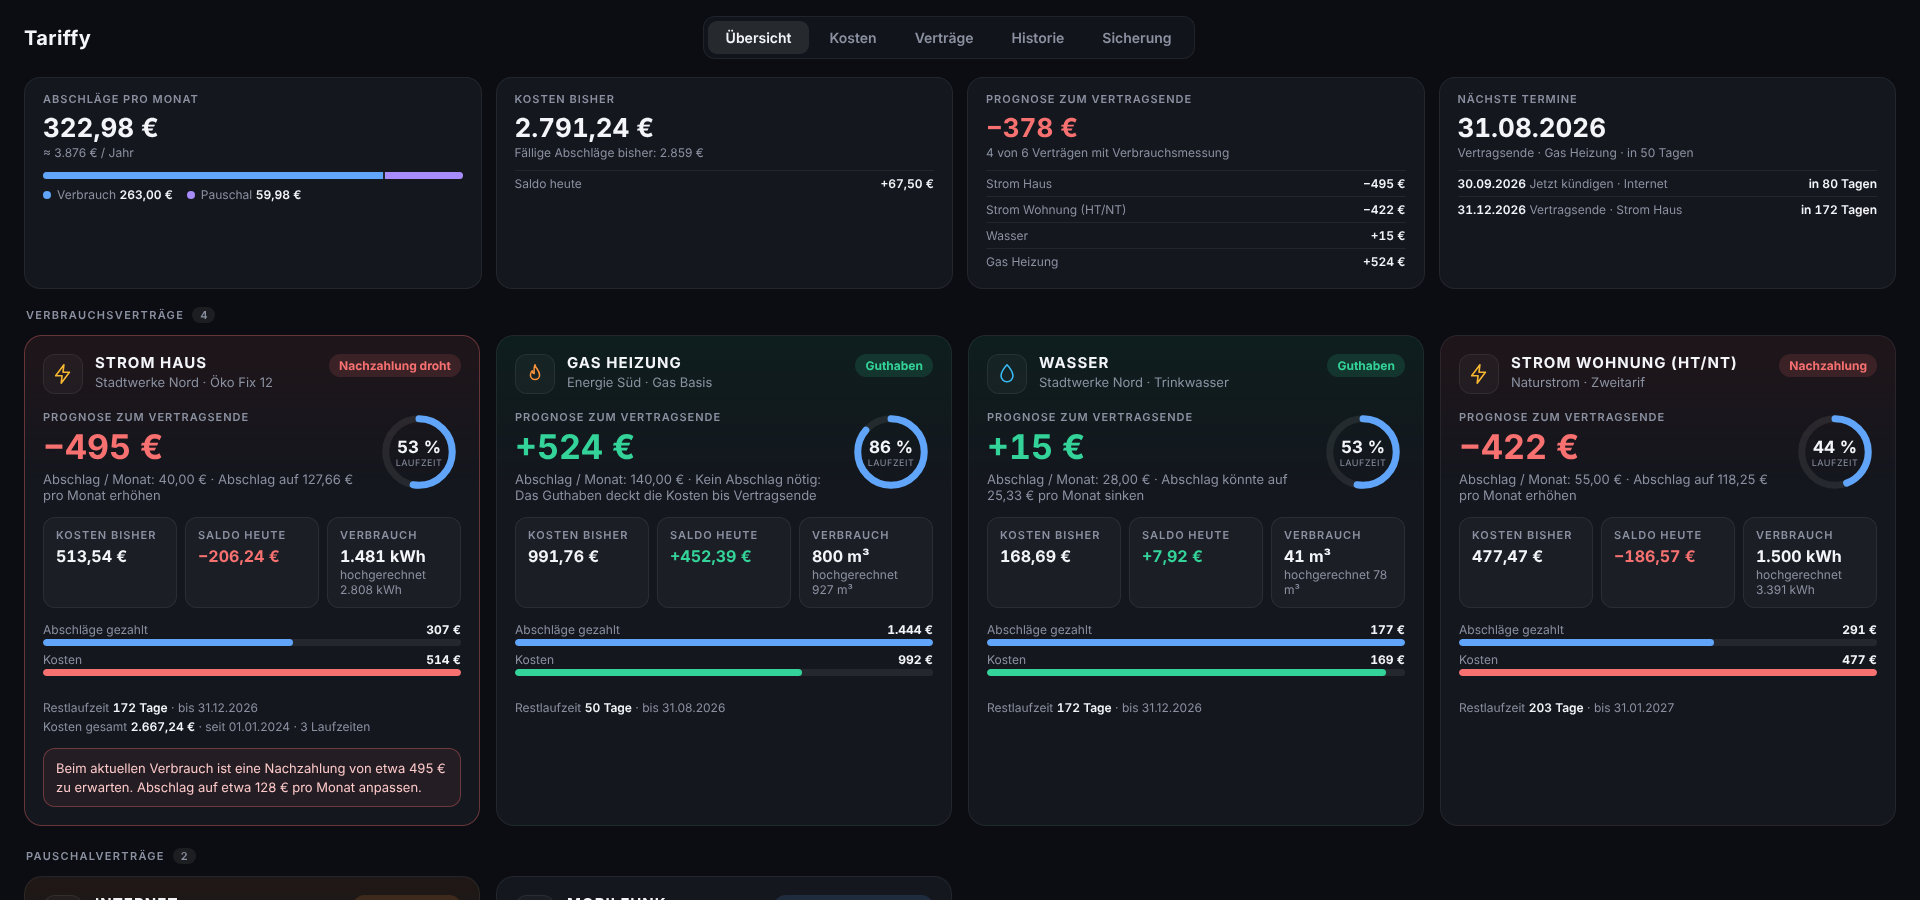 Tariffy
Übersicht
Kosten
Verträge
Historie
Sicherung
ABSCHLÄGE PRO MONAT
322,98 €
≈ 3.876 € / Jahr
Verbrauch 263,00 €
Pauschal 59,98 €
KOSTEN BISHER
2.791,24 €
Fällige Abschläge bisher: 2.859 €
Saldo heute
+67,50 €
PROGNOSE ZUM VERTRAGSENDE
−378 €
4 von 6 Verträgen mit Verbrauchsmessung
Strom Haus
−495 €
Strom Wohnung (HT/NT)
−422 €
Wasser
+15 €
Gas Heizung
+524 €
NÄCHSTE TERMINE
31.08.2026
Vertragsende · Gas Heizung · in 50 Tagen
30.09.2026 Jetzt kündigen · Internet
in 80 Tagen
31.12.2026 Vertragsende · Strom Haus
in 172 Tagen
VERBRAUCHSVERTRÄGE 4
STROM HAUS
Stadtwerke Nord · Öko Fix 12
Nachzahlung droht
PROGNOSE ZUM VERTRAGSENDE
−495 €
Abschlag / Monat: 40,00 € · Abschlag auf 127,66 €
pro Monat erhöhen
53 %
LAUFZEIT
KOSTEN BISHER
513,54 €
SALDO HEUTE
−206,24 €
VERBRAUCH
1.481 kWh
hochgerechnet
2.808 kWh
Abschläge gezahlt
307 €
Kosten
514 €
Restlaufzeit 172 Tage · bis 31.12.2026
Kosten gesamt 2.667,24 € · seit 01.01.2024 · 3 Laufzeiten
Beim aktuellen Verbrauch ist eine Nachzahlung von etwa 495 €
zu erwarten. Abschlag auf etwa 128 € pro Monat anpassen.
GAS HEIZUNG
Energie Süd · Gas Basis
Guthaben
PROGNOSE ZUM VERTRAGSENDE
+524 €
Abschlag / Monat: 140,00 € · Kein Abschlag nötig:
Das Guthaben deckt die Kosten bis Vertragsende
86 %
LAUFZEIT
KOSTEN BISHER
991,76 €
SALDO HEUTE
+452,39 €
VERBRAUCH
800 m³
hochgerechnet
927 m³
Abschläge gezahlt
1.444 €
Kosten
992 €
Restlaufzeit 50 Tage · bis 31.08.2026
WASSER
Stadtwerke Nord · Trinkwasser
Guthaben
PROGNOSE ZUM VERTRAGSENDE
+15 €
Abschlag / Monat: 28,00 € · Abschlag könnte auf
25,33 € pro Monat sinken
53 %
LAUFZEIT
KOSTEN BISHER
168,69 €
SALDO HEUTE
+7,92 €
VERBRAUCH
41 m³
hochgerechnet 78
m³
Abschläge gezahlt
177 €
Kosten
169 €
Restlaufzeit 172 Tage · bis 31.12.2026
STROM WOHNUNG (HT/NT)
Naturstrom · Zweitarif
Nachzahlung
PROGNOSE ZUM VERTRAGSENDE
−422 €
Abschlag / Monat: 55,00 € · Abschlag auf 118,25 €
pro Monat erhöhen
44 %
LAUFZEIT
KOSTEN BISHER
477,47 €
SALDO HEUTE
−186,57 €
VERBRAUCH
1.500 kWh
hochgerechnet
3.391 kWh
Abschläge gezahlt
291 €
Kosten
477 €
Restlaufzeit 203 Tage · bis 31.01.2027
PAUSCHALVERTRÄGE 2
INTERNET
MOBILFUNK